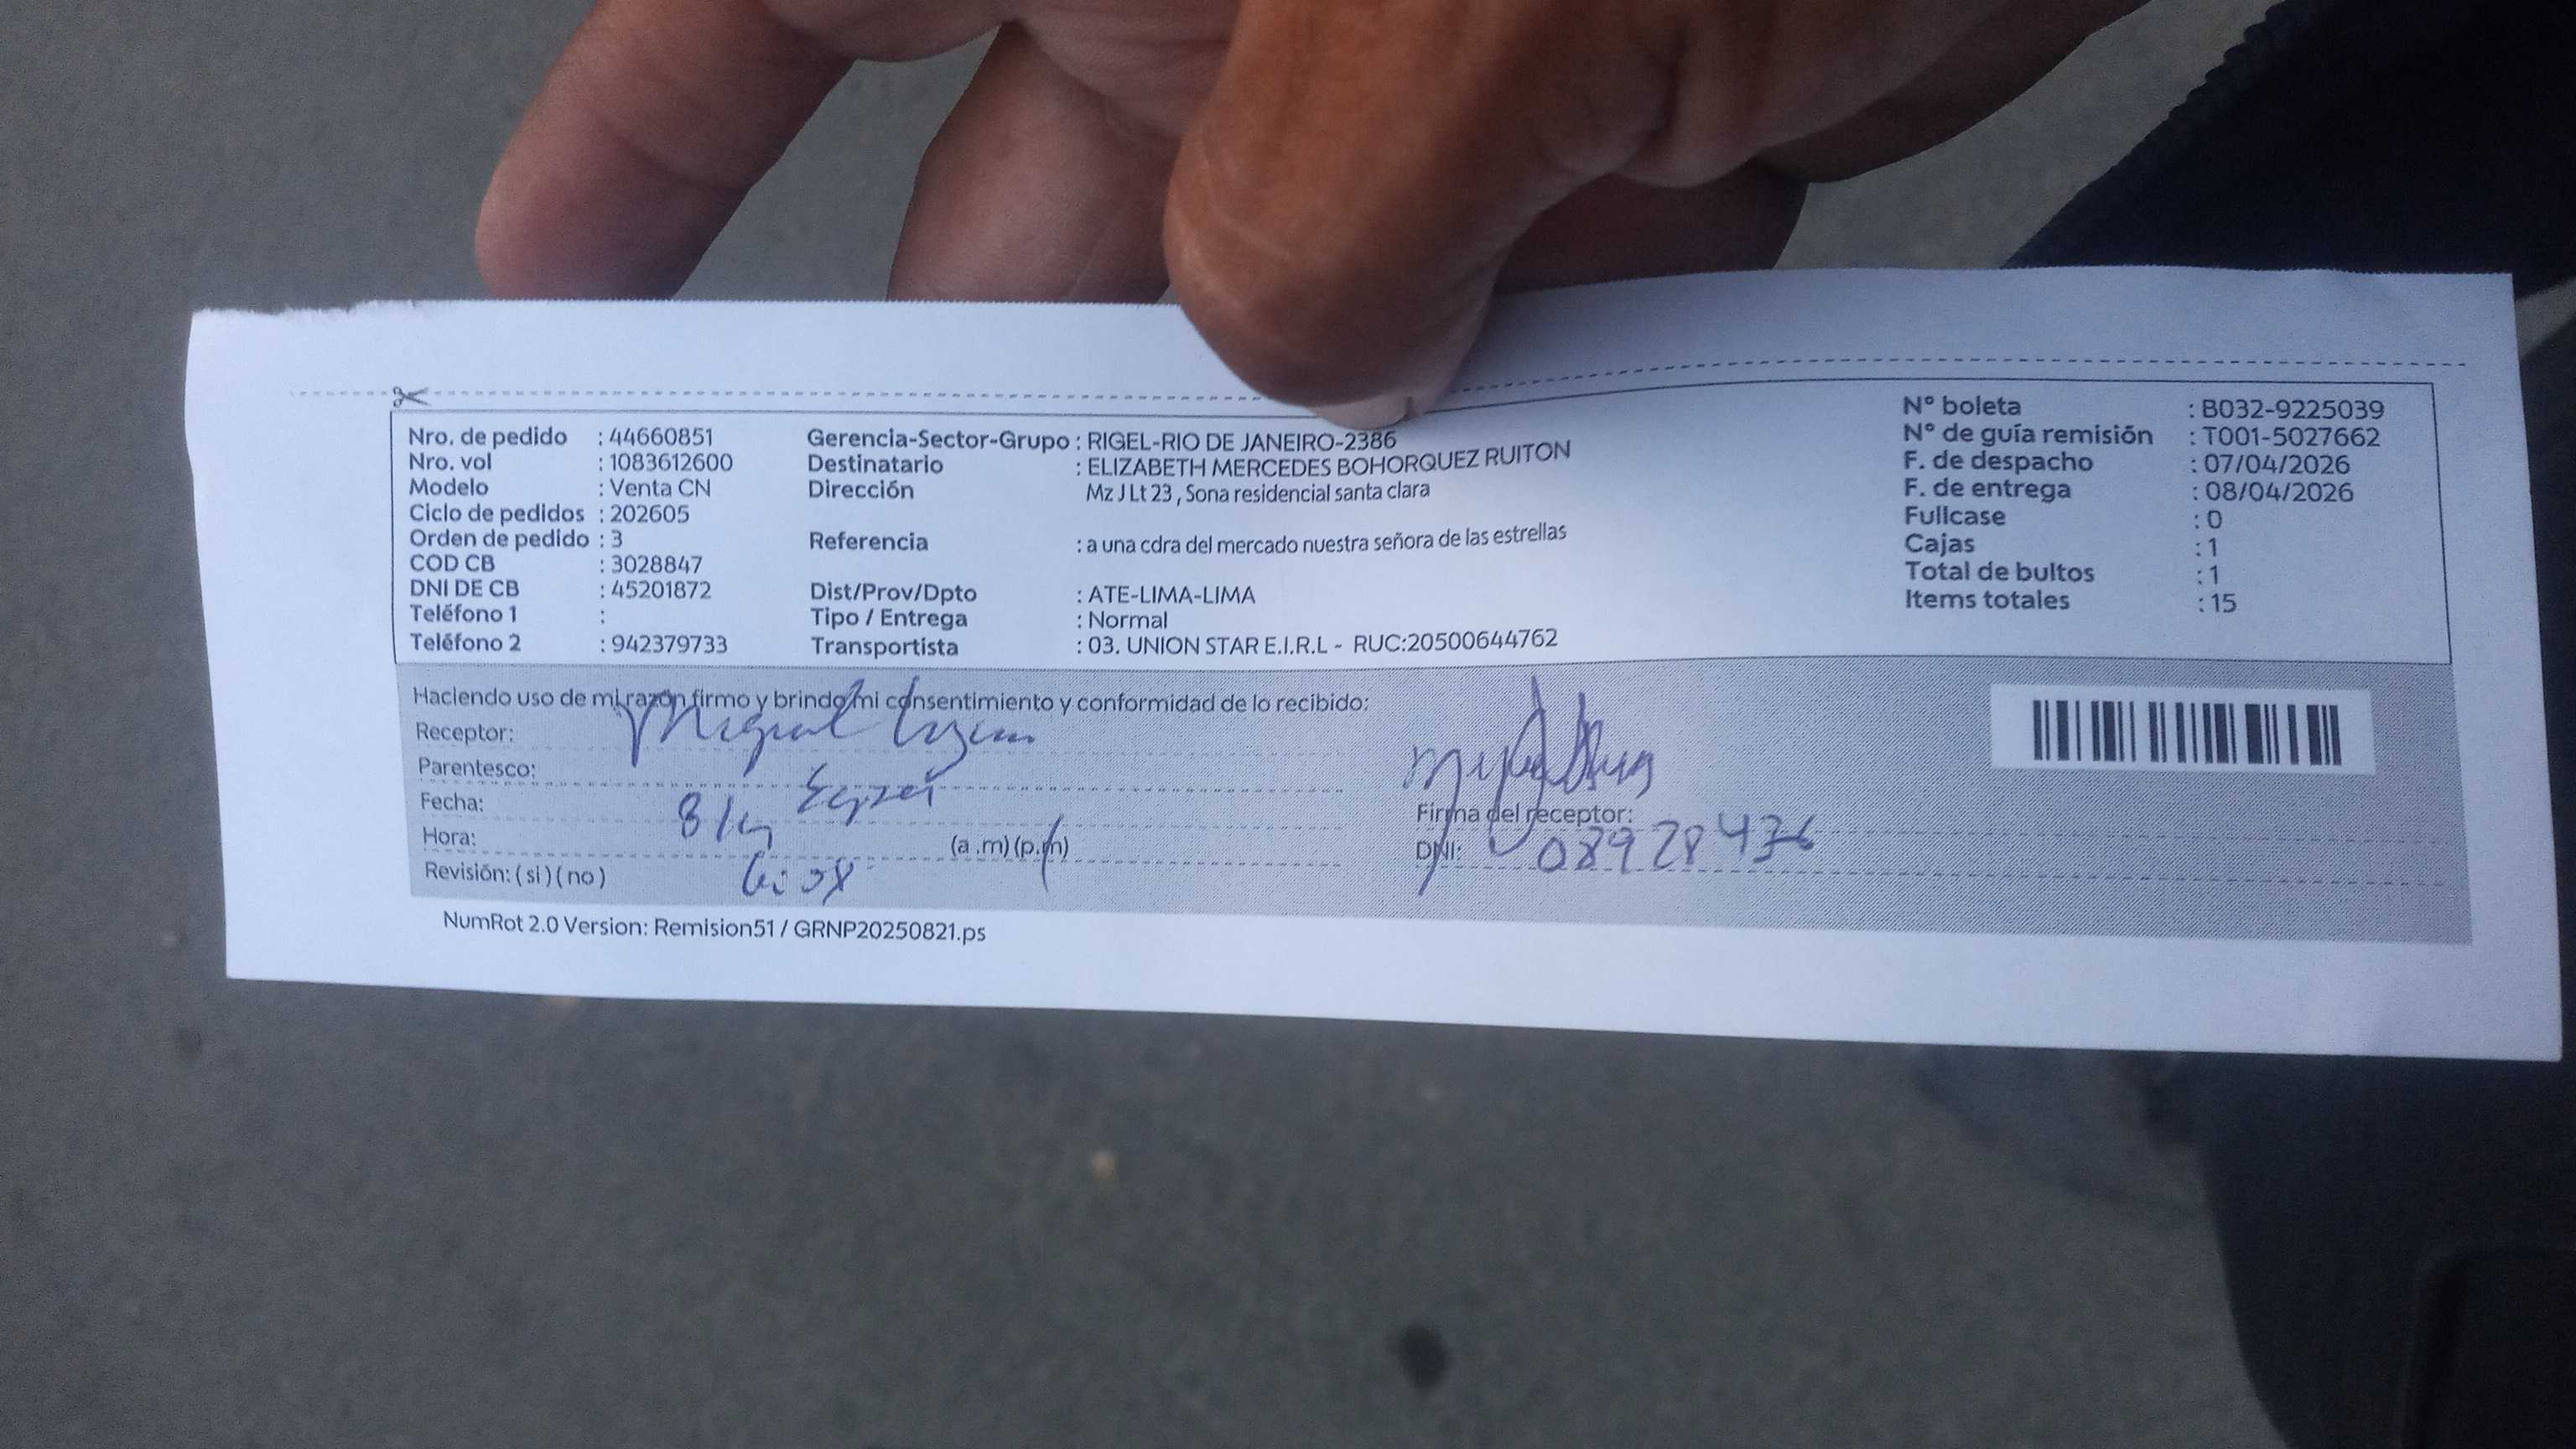 Nro. de pedido : 44660851
Nro. vol : 1083612600
Modelo : Venta CN
Ciclo de pedidos : 202605
Orden de pedido : 3
COD CB : 3028847
DNI DE CB : 45201872
Teléfono 1 :
Teléfono 2 : 942379733
Gerencia-Sector-Grupo : RIGEL-RIO DE JANEIRO-2386
Destinatario : ELIZABETH MERCEDES BOHORQUEZ RUITON
Dirección Mz J Lt 23 , Sona residencial santa clara
Referencia : a una cdra del mercado nuestra señora de las estrellas
Dist/Prov/Dpto : ATE-LIMA-LIMA
Tipo / Entrega : Normal
Transportista : 03. UNION STAR E.I.R.L - RUC:20500644762
N° boleta : B032-9225039
N° de guía remisión : T001-5027662
F. de despacho : 07/04/2026
F. de entrega : 08/04/2026
Fullcase : 0
Cajas : 1
Total de bultos : 1
Items totales : 15
Haciendo uso de mi razón firmo y brindo mi consentimiento y conformidad de lo recibido:
Receptor: Miguel
Parentesco:
Fecha: 8/4
Hora: (a .m) (p.m)
Revisión: ( si ) ( no )
Firma del receptor:
DNI: 08928436
NumRot 2.0 Version: Remision51 / GRNP20250821.ps